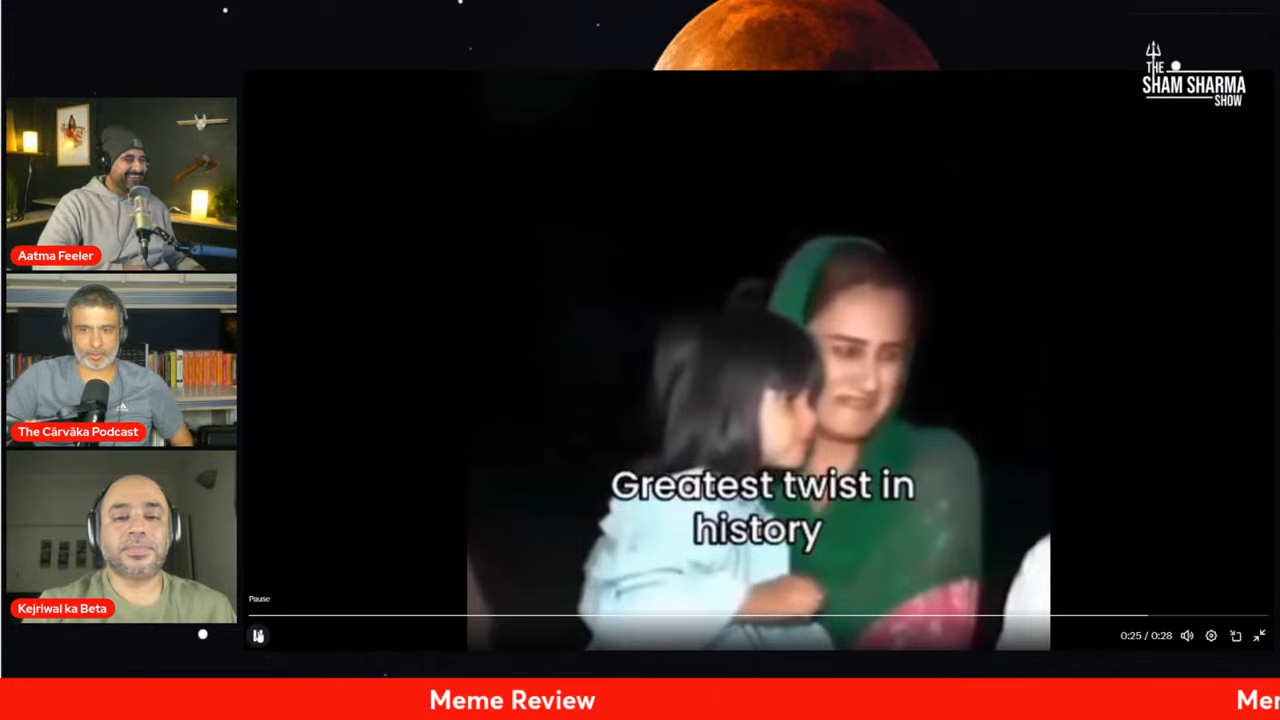 THE
SHAM SHARMA
SHOW
Aatma Feeler
The Cārvāka Podcast
Kejriwal ka Beta
Greatest twist in
history
Pause
0:25 / 0:28
Meme Review
Mer